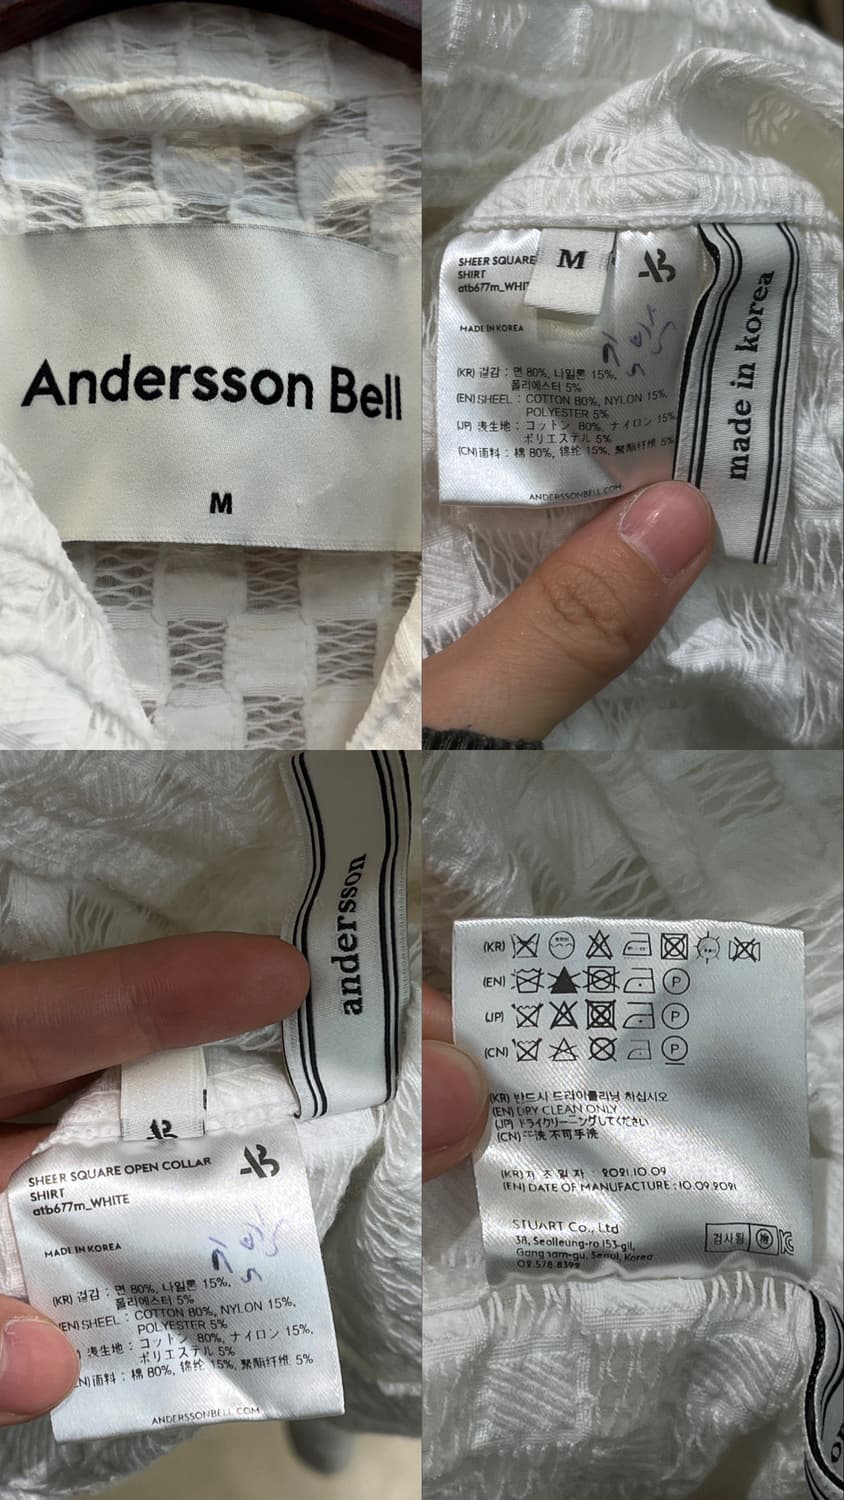 Andersson Bell
M
SHEER SQUARE
SHIRT
atb677m_WHI
M
MADE IN KOREA
(KR) 겉감 : 면 80%, 나일론 15%,
폴리에스터 5%
(EN) SHEEL : COTTON 80%, NYLON 15%,
POLYESTER 5%
(JP) 表生地 : コットン 80%, ナイロン 15%,
ポリエステル 5%
(CN)面料 : 棉 80%, 锦纶 15%, 聚酯纤维 5%
ANDERSSONBELL.COM
made in korea
andersson
SHEER SQUARE OPEN COLLAR
SHIRT
atb677m_WHITE
MADE IN KOREA
(KR) 겉감 : 면 80%, 나일론 15%,
폴리에스터 5%
(EN) SHEEL : COTTON 80%, NYLON 15%,
POLYESTER 5%
表生地 : コットン 80%, ナイロン 15%,
ポリエステル 5%
N)面料 : 棉 80%, 锦纶 15%, 聚酯纤维 5%
ANDERSSONBELL.COM
(KR)
(EN)
P
(JP)
P
(CN)
P
(KR) 반드시 드라이클리닝 하십시오
(EN) DRY CLEAN ONLY
(JP) ドライクリーニングしてください
(CN)干洗 不可手洗
(KR)제 조 일 자 : 2021.10.09
(EN) DATE OF MANUFACTURE : 10.09.2021
STUART Co., Ltd
38, Seolleung-ro 153-gil,
Gangnam-gu, Seoul, Korea
02.578.8392
검사필